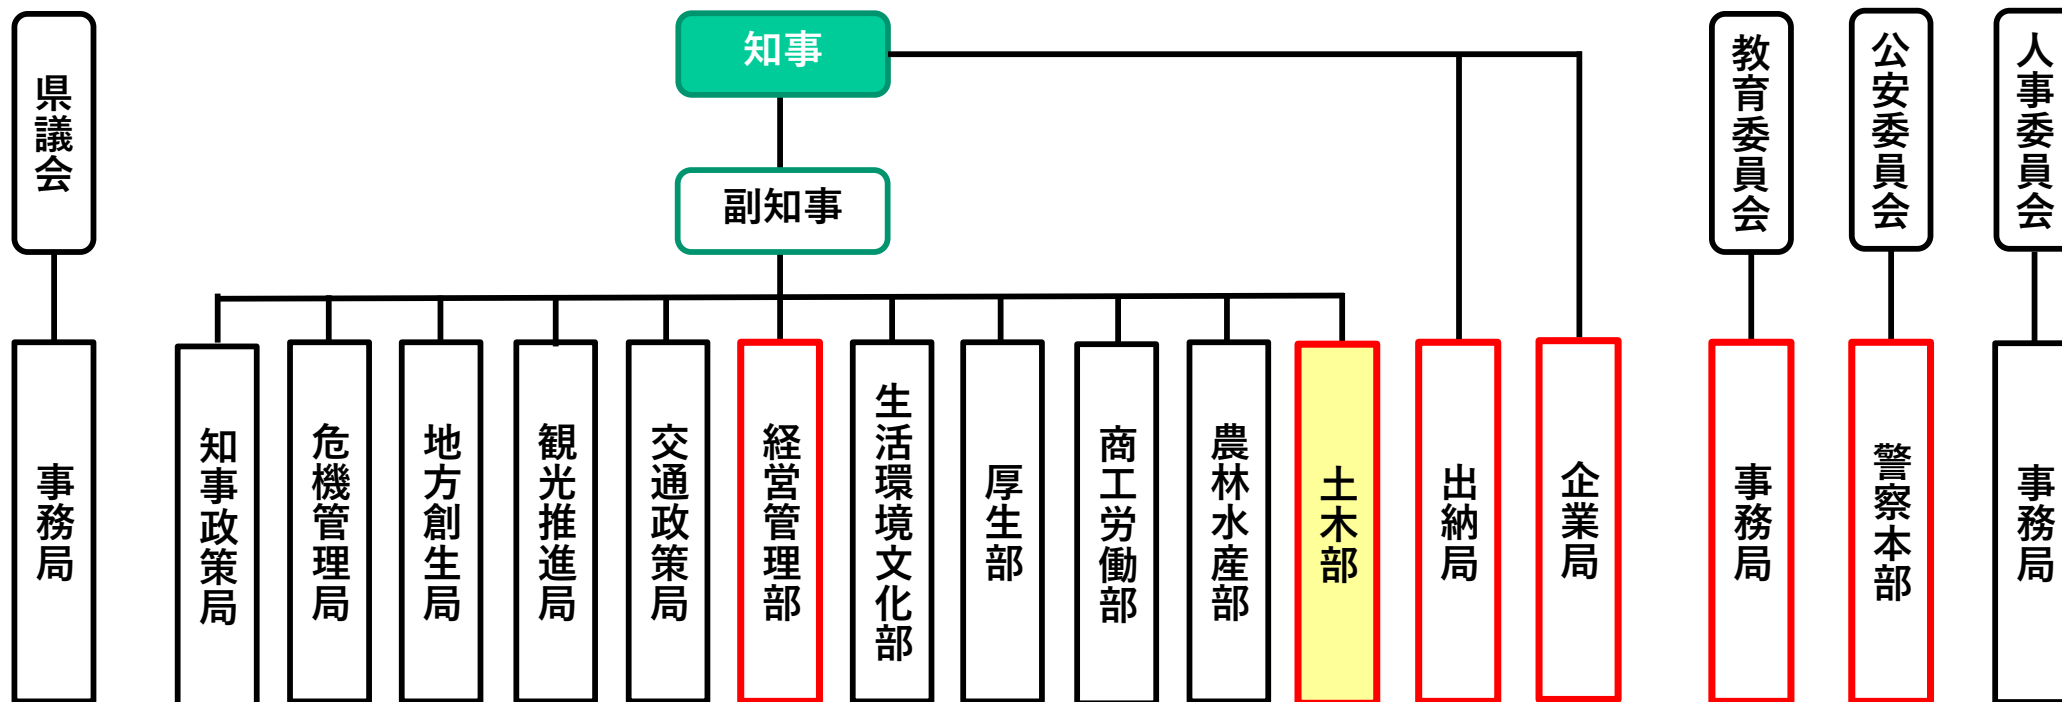 県議会
知事
教育委員会
公安委員会
人事委員会
副知事
事務局
知事政策局
危機管理局
地方創生局
観光推進局
交通政策局
経営管理部
生活環境文化部
厚生部
商工労働部
農林水産部
土木部
出納局
企業局
事務局
警察本部
事務局